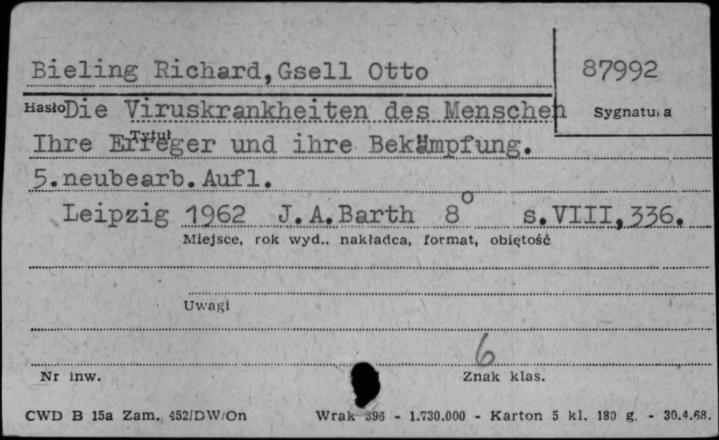 Bieling Richard, Gsell Otto
87992
Hasło Die Viruskrankheiten des Menschen
Sygnatura
Ihre Erreger und ihre Bekämpfung.
Tytuł
5. neubearb. Aufl.
Leipzig 1962 J.A. Barth 8° s. VIII, 336.
Miejsce, rok wyd., nakładca, format, objętość
Uwagi
6
Nr inw.
Znak klas.
CWD B 15a Zam. 452/DW/On Wrak 396 - 1.730.000 - Karton 5 kl. 180 g. - 30.4.68.